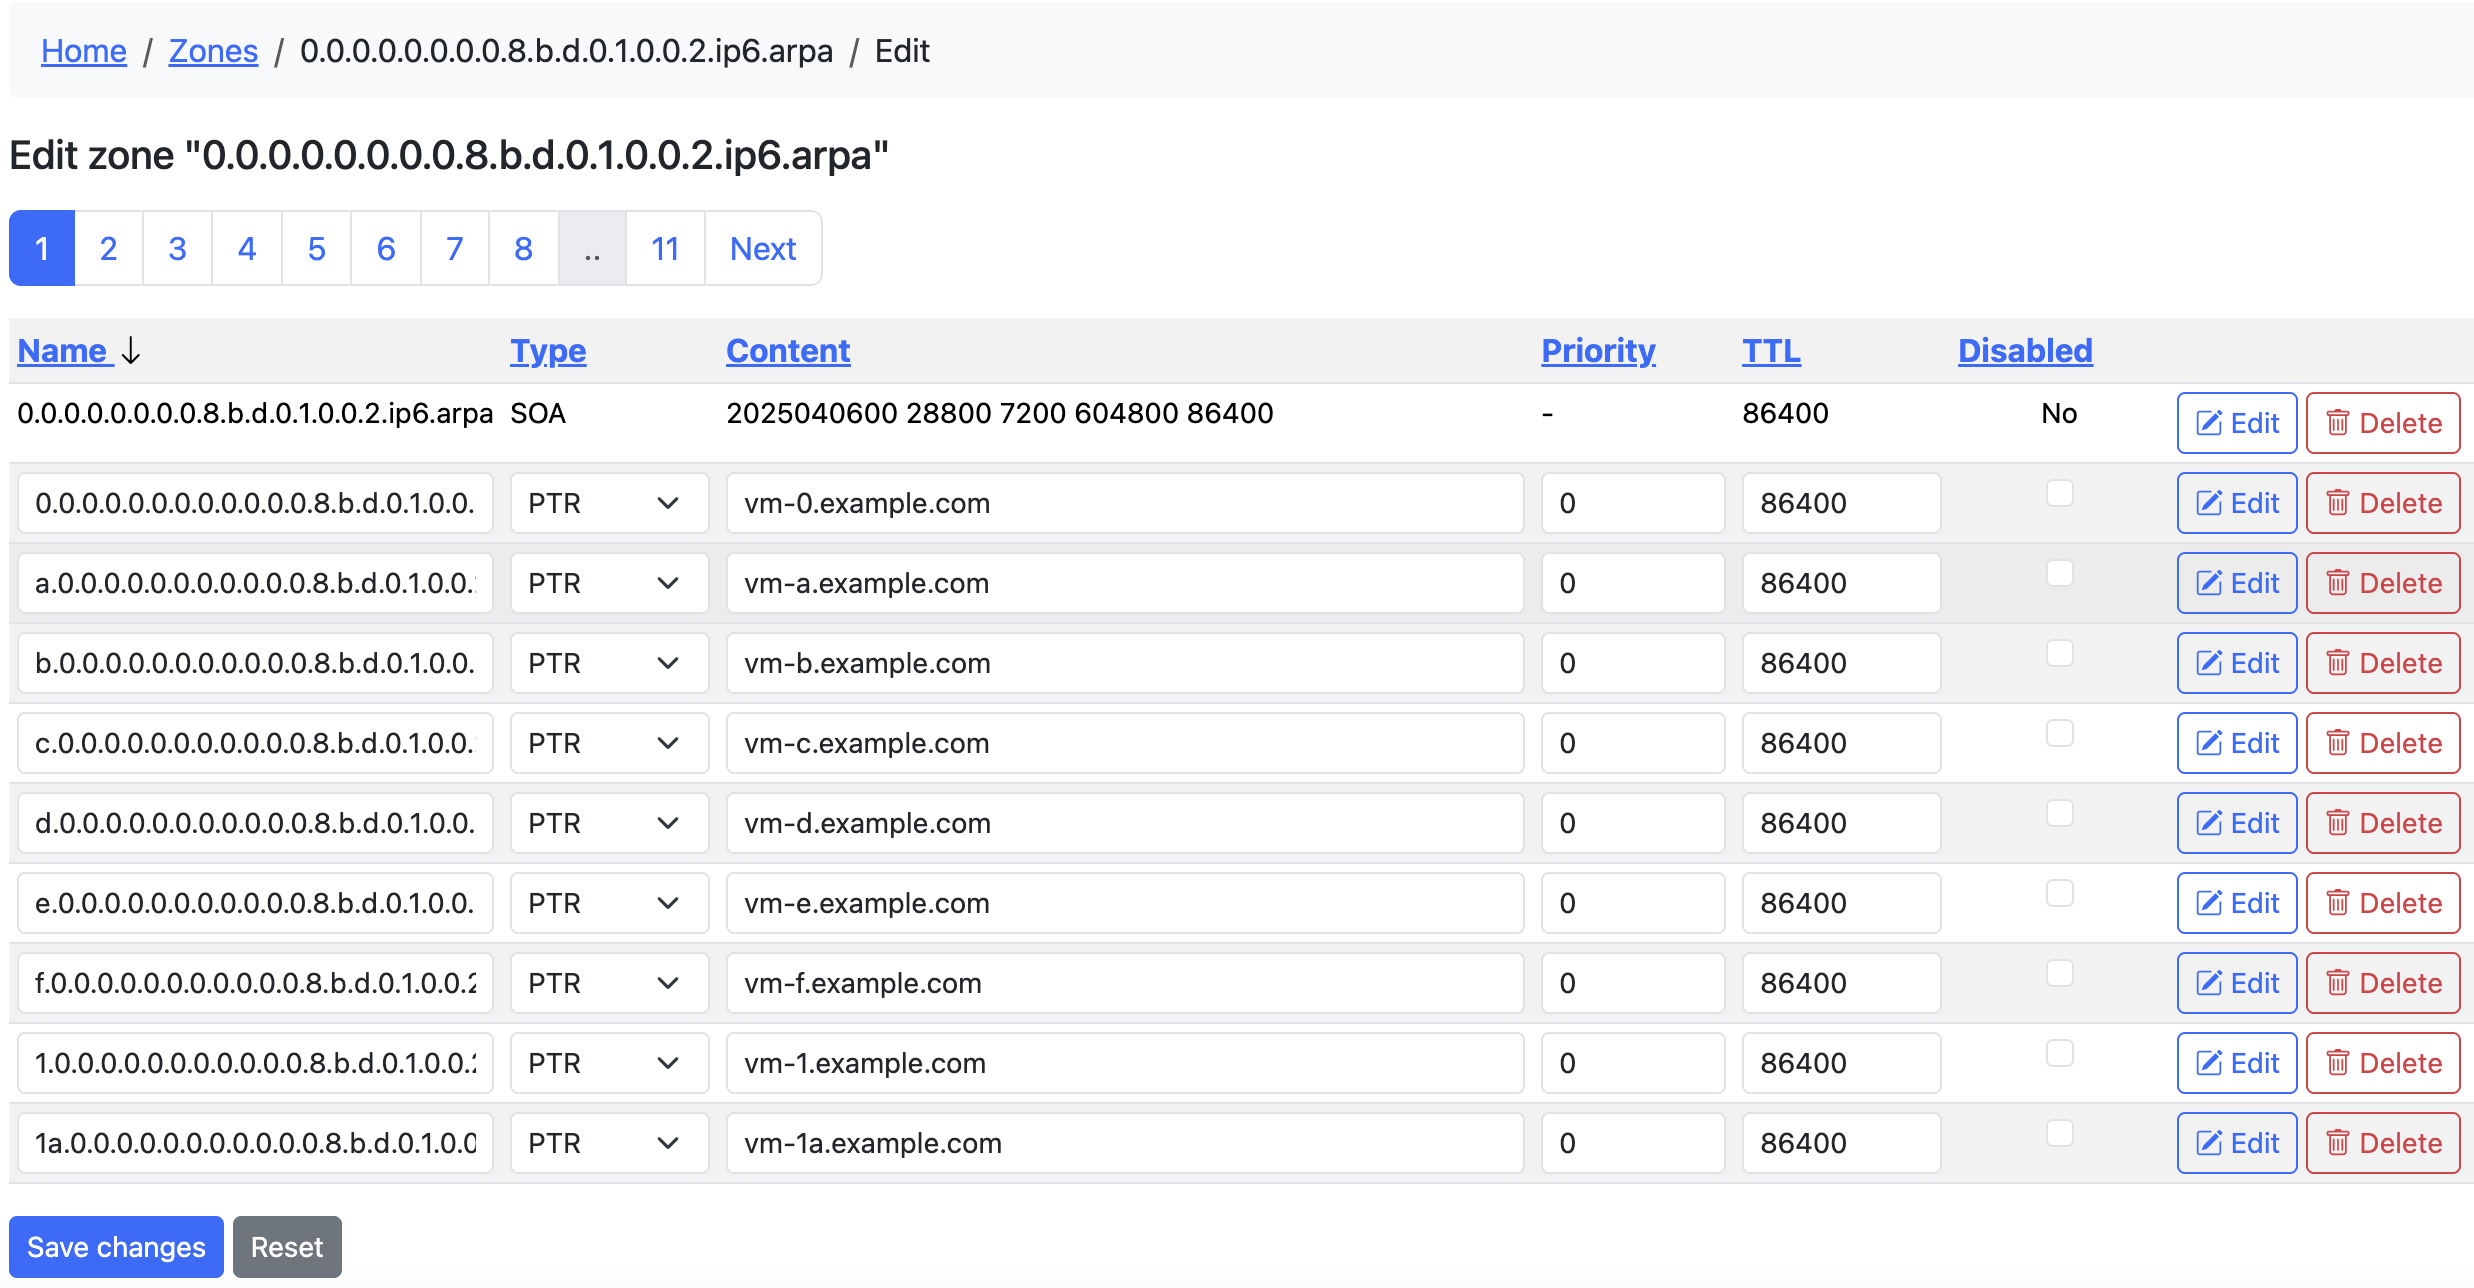 Home / Zones / 0.0.0.0.0.0.0.0.8.b.d.0.1.0.0.2.ip6.arpa / Edit
Edit zone "0.0.0.0.0.0.0.0.8.b.d.0.1.0.0.2.ip6.arpa"
1 2 3 4 5 6 7 8 .. 11 Next
Name ↓ Type Content Priority TTL Disabled
0.0.0.0.0.0.0.0.8.b.d.0.1.0.0.2.ip6.arpa SOA 2025040600 28800 7200 604800 86400 - 86400 No Edit Delete
0.0.0.0.0.0.0.0.0.0.0.0.8.b.d.0.1.0.0. PTR vm-0.example.com 0 86400 Edit Delete
a.0.0.0.0.0.0.0.0.0.0.0.8.b.d.0.1.0.0. PTR vm-a.example.com 0 86400 Edit Delete
b.0.0.0.0.0.0.0.0.0.0.0.8.b.d.0.1.0.0. PTR vm-b.example.com 0 86400 Edit Delete
c.0.0.0.0.0.0.0.0.0.0.0.8.b.d.0.1.0.0. PTR vm-c.example.com 0 86400 Edit Delete
d.0.0.0.0.0.0.0.0.0.0.0.8.b.d.0.1.0.0. PTR vm-d.example.com 0 86400 Edit Delete
e.0.0.0.0.0.0.0.0.0.0.0.8.b.d.0.1.0.0. PTR vm-e.example.com 0 86400 Edit Delete
f.0.0.0.0.0.0.0.0.0.0.0.8.b.d.0.1.0.0.2 PTR vm-f.example.com 0 86400 Edit Delete
1.0.0.0.0.0.0.0.0.0.0.0.8.b.d.0.1.0.0.2 PTR vm-1.example.com 0 86400 Edit Delete
1a.0.0.0.0.0.0.0.0.0.0.0.8.b.d.0.1.0.0 PTR vm-1a.example.com 0 86400 Edit Delete
Save changes Reset